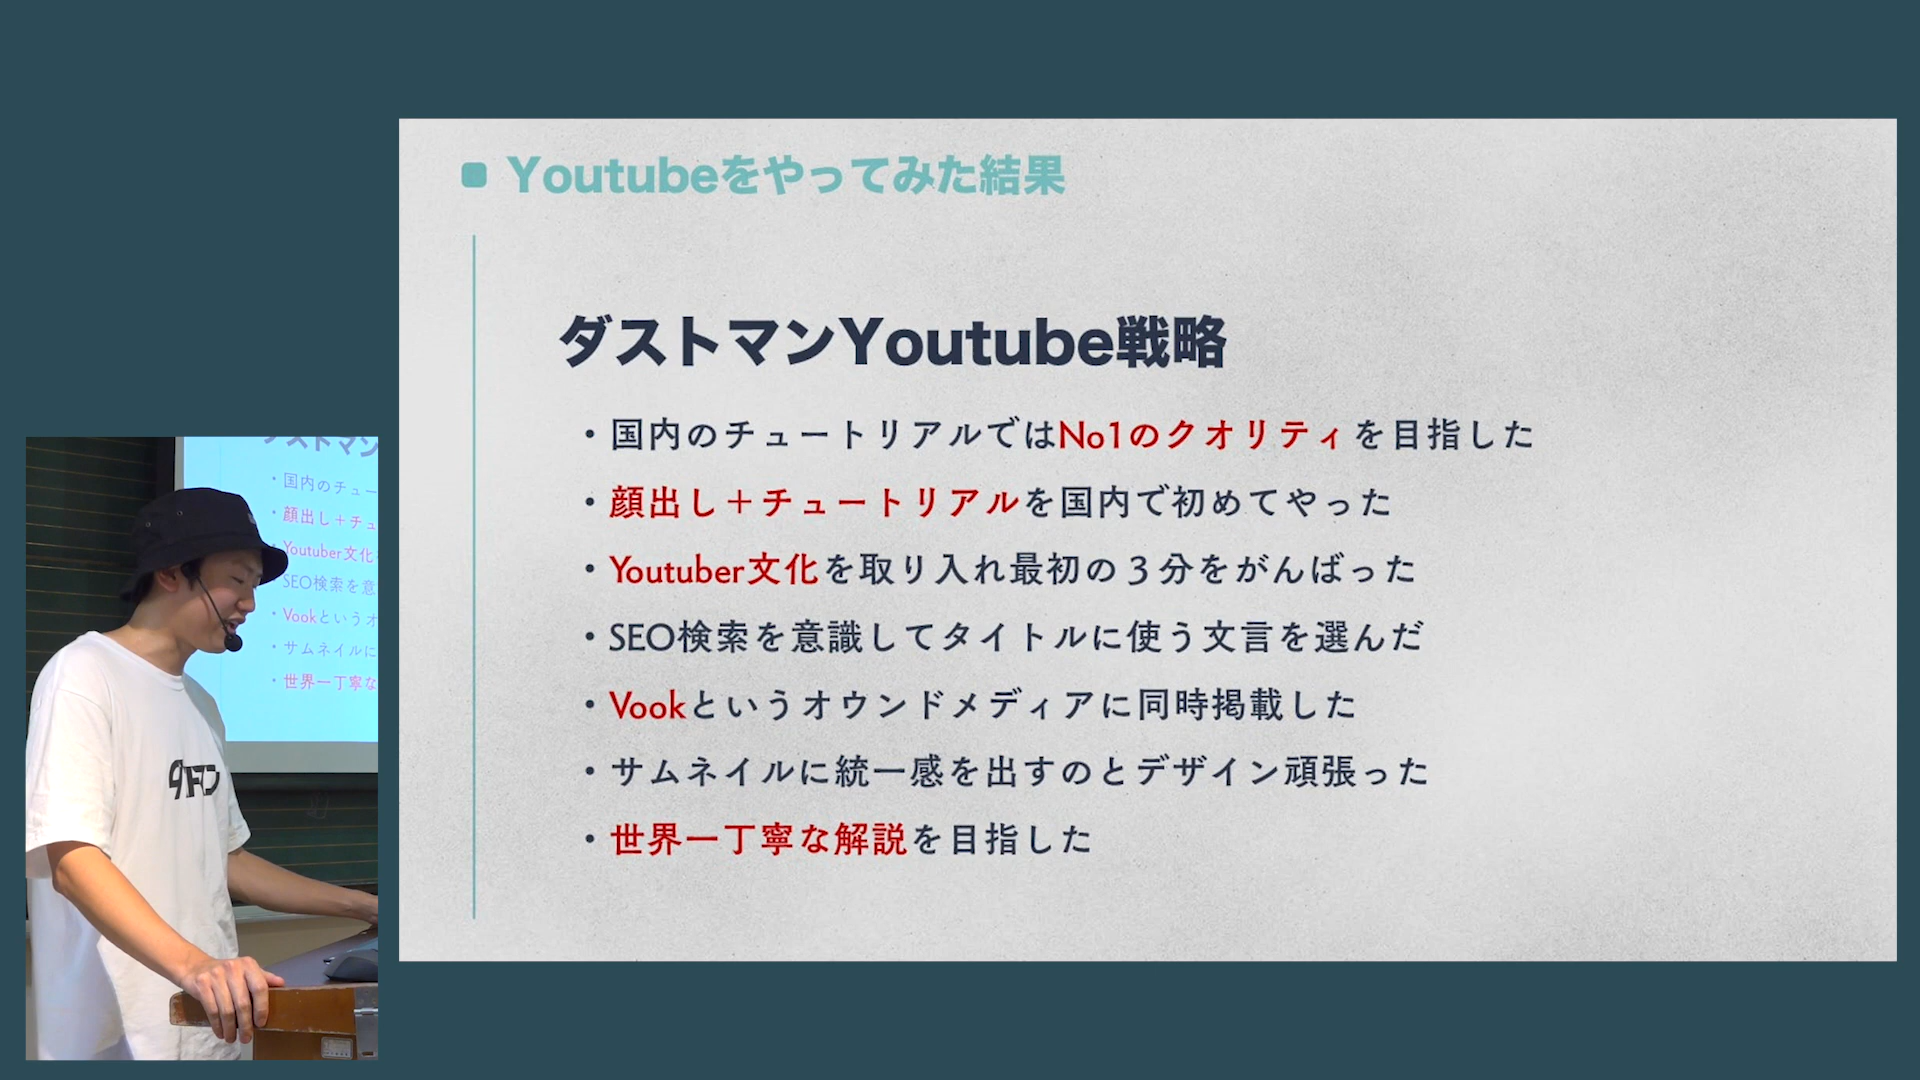 Youtubeをやってみた結果
ダストマンYoutube戦略
・国内のチュートリアルではNo1のクオリティを目指した
・顔出し＋チュートリアルを国内で初めてやった
・Youtuber文化を取り入れ最初の３分をがんばった
・SEO検索を意識してタイトルに使う文言を選んだ
・Vookというオウンドメディアに同時掲載した
・サムネイルに統一感を出すのとデザイン頑張った
・世界一丁寧な解説を目指した
ストマン
・国内のチュー
・顔出し＋チュ
Youtuber文化
SEO検索を意
・Vookというオ
・サムネイルに
・世界一丁寧な